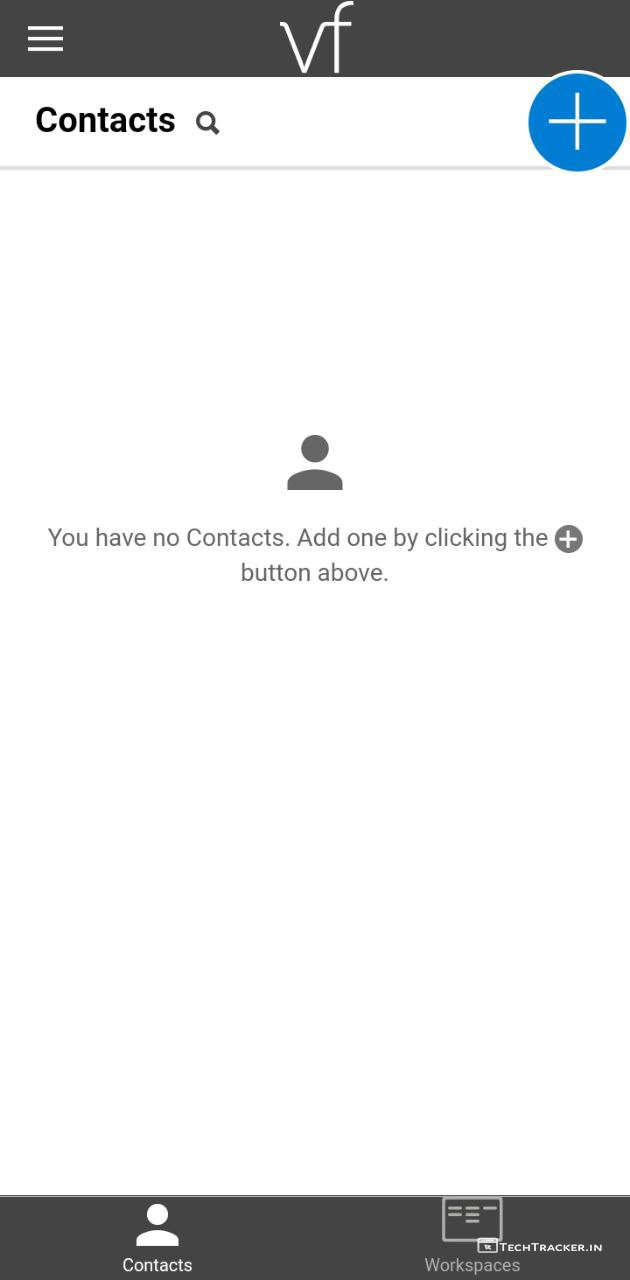 vf
Contacts
You have no Contacts. Add one by clicking the
button above.
Contacts
Workspaces
TECHTRACKER.IN